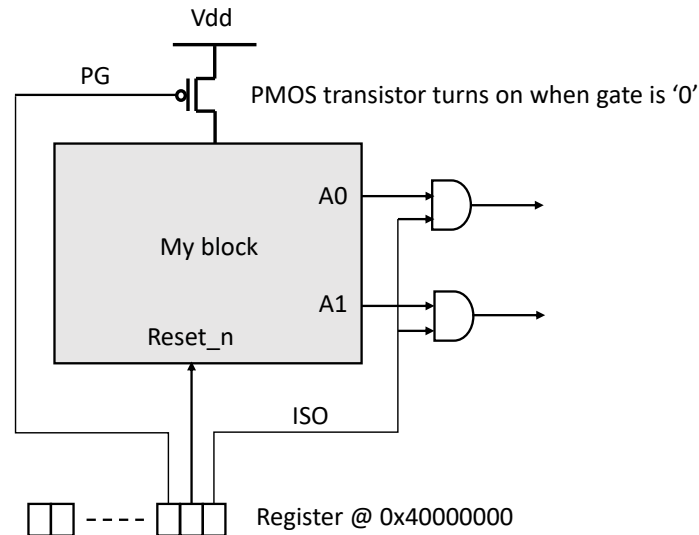 Vdd
PG
PMOS transistor turns on when gate is ‘0’
A0
My block
A1
Reset_n
ISO
Register @ 0x40000000